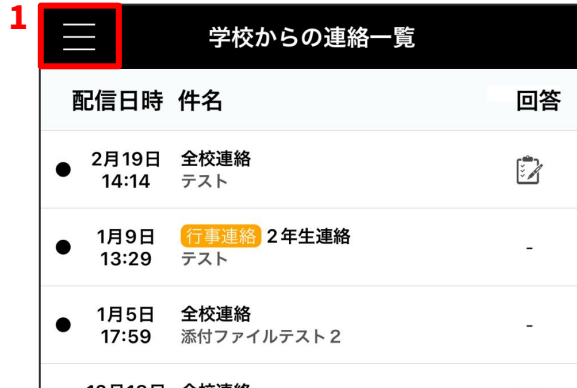 1
学校からの連絡一覧
配信日時 件名 回答
2月19日 全校連絡
14:14 テスト
1月9日 行事連絡 2年生連絡
13:29 テスト -
1月5日 全校連絡
17:59 添付ファイルテスト2 -